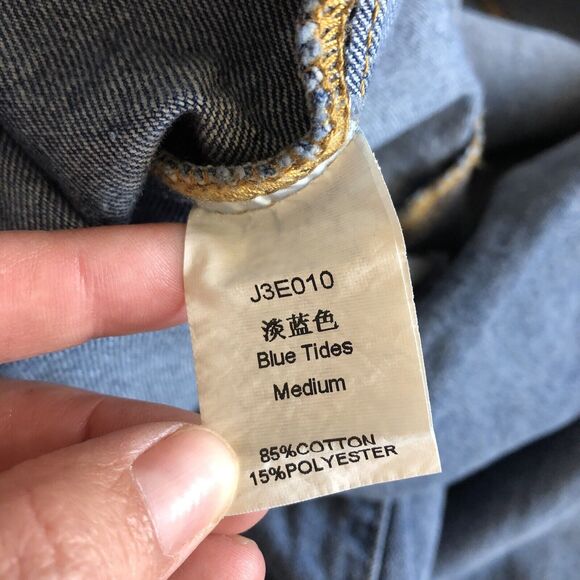 J3E010
淡蓝色
Blue Tides
Medium
85%COTTON
15%POLYESTER